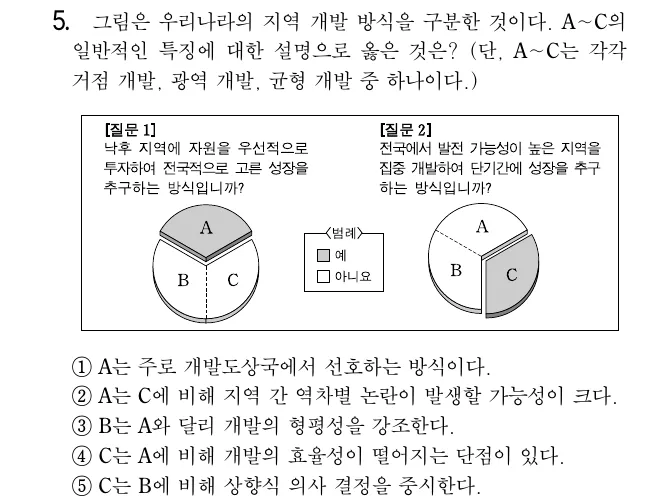 5. 그림은 우리나라의 지역 개발 방식을 구분한 것이다. A~C의
일반적인 특징에 대한 설명으로 옳은 것은? (단, A~C는 각각
거점 개발, 광역 개발, 균형 개발 중 하나이다.)
[질문 1]
낙후 지역에 자원을 우선적으로
투자하여 전국적으로 고른 성장을
추구하는 방식입니까?
A
B
C
[질문 2]
전국에서 발전 가능성이 높은 지역을
집중 개발하여 단기간에 성장을 추구
하는 방식입니까?
A
B
C
〈범례〉
예
아니요
① A는 주로 개발도상국에서 선호하는 방식이다.
② A는 C에 비해 지역 간 역차별 논란이 발생할 가능성이 크다.
③ B는 A와 달리 개발의 형평성을 강조한다.
④ C는 A에 비해 개발의 효율성이 떨어지는 단점이 있다.
⑤ C는 B에 비해 상향식 의사 결정을 중시한다.